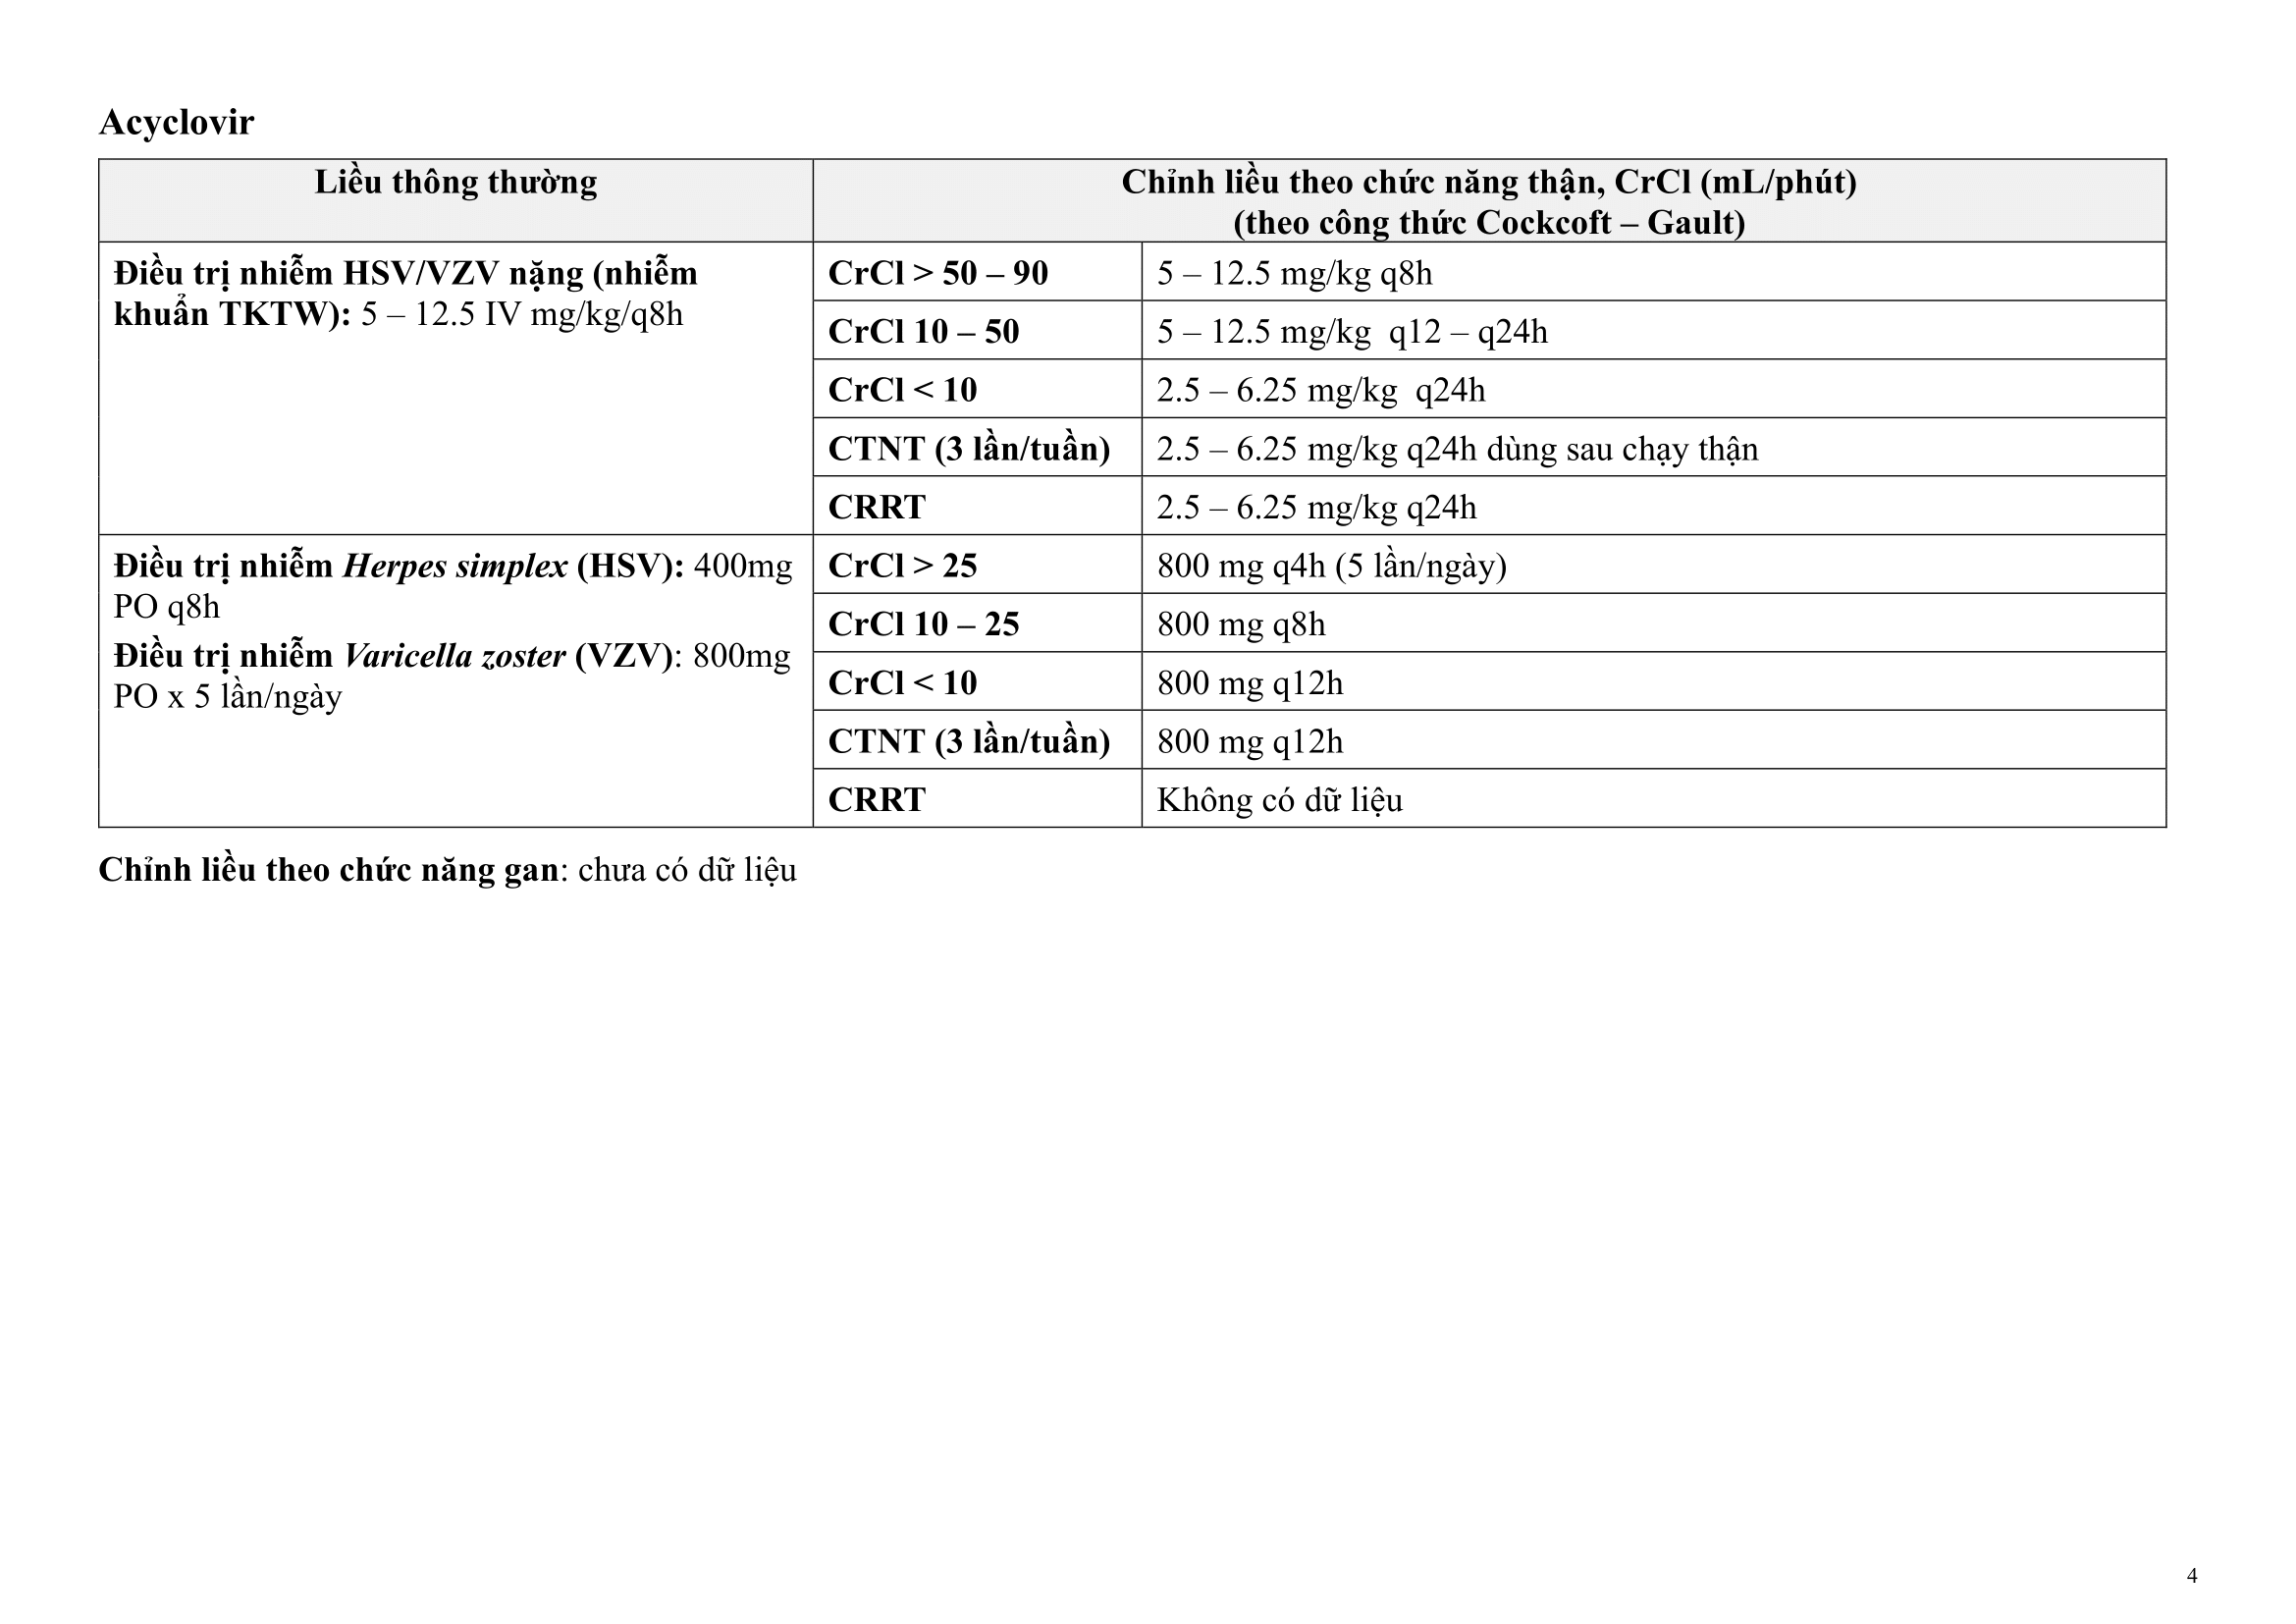 Acyclovir
Liều thông thường
Chỉnh liều theo chức năng thận, CrCl (mL/phút)
(theo công thức Cockcoft – Gault)
Điều trị nhiễm HSV/VZV nặng (nhiễm
khuẩn TKTW): 5 – 12.5 IV mg/kg/q8h
CrCl > 50 – 90
5 – 12.5 mg/kg q8h
CrCl 10 – 50
5 – 12.5 mg/kg  q12 – q24h
CrCl < 10
2.5 – 6.25 mg/kg  q24h
CTNT (3 lần/tuần)
2.5 – 6.25 mg/kg q24h dùng sau chạy thận
CRRT
2.5 – 6.25 mg/kg q24h
Điều trị nhiễm Herpes simplex (HSV): 400mg
PO q8h
Điều trị nhiễm Varicella zoster (VZV): 800mg
PO x 5 lần/ngày
CrCl > 25
800 mg q4h (5 lần/ngày)
CrCl 10 – 25
800 mg q8h
CrCl < 10
800 mg q12h
CTNT (3 lần/tuần)
800 mg q12h
CRRT
Không có dữ liệu
Chỉnh liều theo chức năng gan: chưa có dữ liệu
4